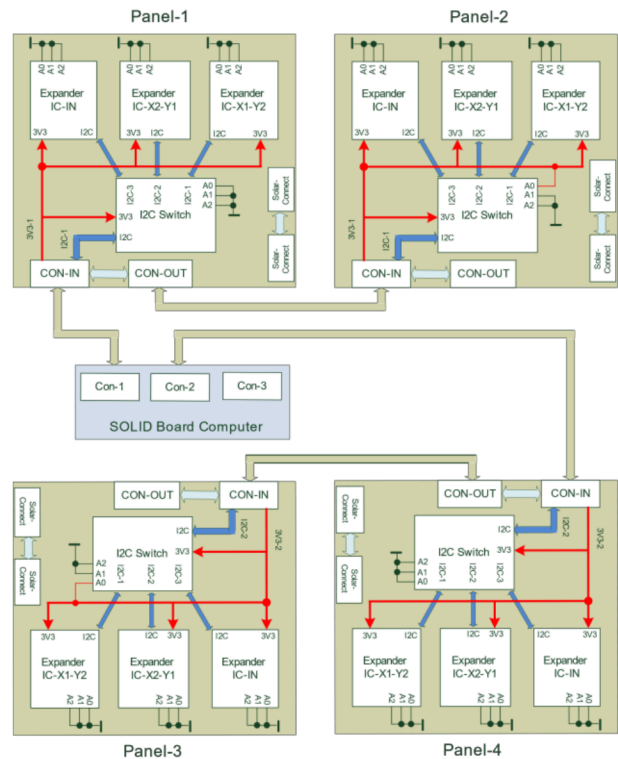 Panel-1
Panel-2
A0 A1 A2
A0 A1 A2
A0 A1 A2
Expander
IC-IN
Expander
IC-X2-Y1
Expander
IC-X1-Y2
3V3
I2C
3V3
I2C
I2C
3V3
I2C-3
I2C-2
I2C-1
A0
A1
A2
3V3
I2C Switch
I2C
3V3-1
I2C-1
Solar-
Connect
Solar-
Connect
CON-IN
CON-OUT
A0 A1 A2
A0 A1 A2
A0 A1 A2
Expander
IC-IN
Expander
IC-X2-Y1
Expander
IC-X1-Y2
3V3
I2C
3V3
I2C
I2C
3V3
I2C-3
I2C-2
I2C-1
A0
A1
A2
3V3
I2C Switch
I2C
3V3-1
I2C-1
Solar-
Connect
Solar-
Connect
CON-IN
CON-OUT
Con-1
Con-2
Con-3
SOLID Board Computer
CON-OUT
CON-IN
Solar-
Connect
Solar-
Connect
I2C
I2C-2
3V3-2
I2C Switch
3V3
A2
A1
A0
I2C-1
I2C-2
I2C-3
3V3
I2C
I2C
3V3
I2C
3V3
Expander
IC-X1-Y2
Expander
IC-X2-Y1
Expander
IC-IN
A2 A1 A0
A2 A1 A0
A2 A1 A0
CON-OUT
CON-IN
Solar-
Connect
Solar-
Connect
I2C
I2C-2
3V3-2
I2C Switch
3V3
A2
A1
A0
I2C-1
I2C-2
I2C-3
3V3
I2C
I2C
3V3
I2C
3V3
Expander
IC-X1-Y2
Expander
IC-X2-Y1
Expander
IC-IN
A2 A1 A0
A2 A1 A0
A2 A1 A0
Panel-3
Panel-4